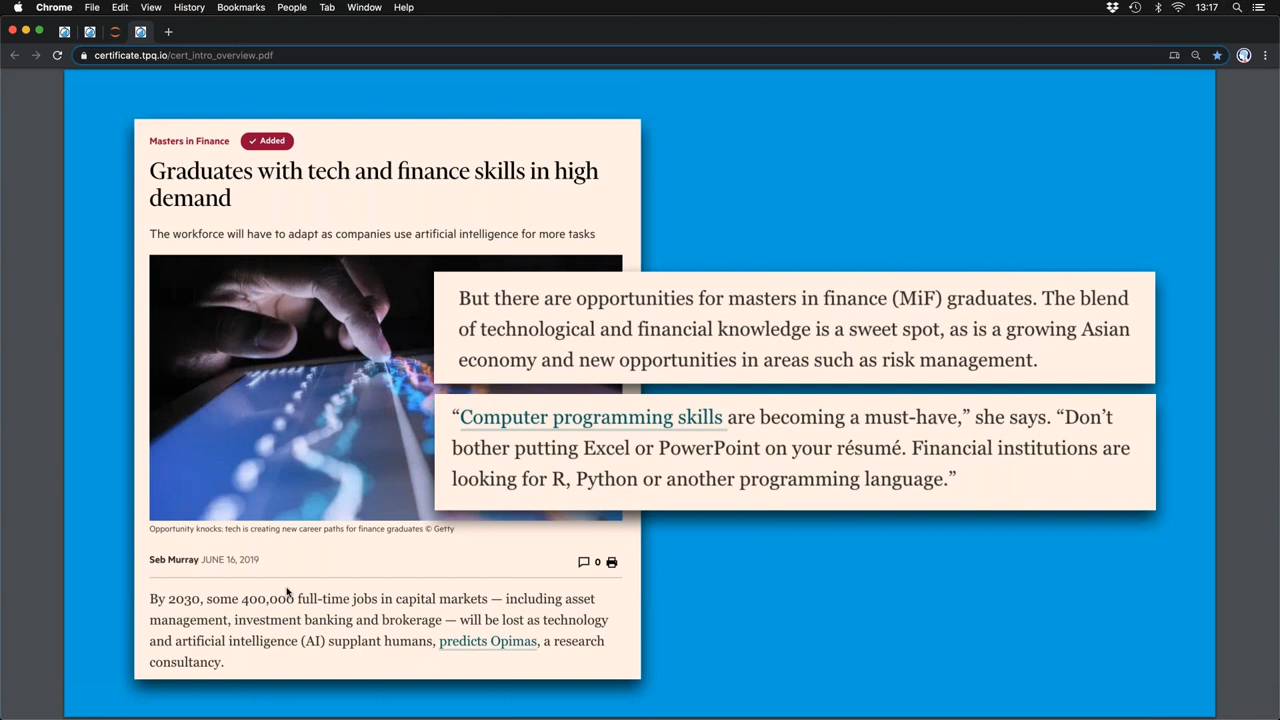 Chrome File Edit View History Bookmarks People Tab Window Help 13:17
certificate.tpq.io/cert_intro_overview.pdf
Masters in Finance Added
Graduates with tech and finance skills in high
demand
The workforce will have to adapt as companies use artificial intelligence for more tasks
But there are opportunities for masters in finance (MiF) graduates. The blend
of technological and financial knowledge is a sweet spot, as is a growing Asian
economy and new opportunities in areas such as risk management.
“Computer programming skills are becoming a must-have,” she says. “Don’t
bother putting Excel or PowerPoint on your résumé. Financial institutions are
looking for R, Python or another programming language.”
Opportunity knocks: tech is creating new career paths for finance graduates © Getty
Seb Murray JUNE 16, 2019 0
By 2030, some 400,000 full-time jobs in capital markets — including asset
management, investment banking and brokerage — will be lost as technology
and artificial intelligence (AI) supplant humans, predicts Opimas, a research
consultancy.